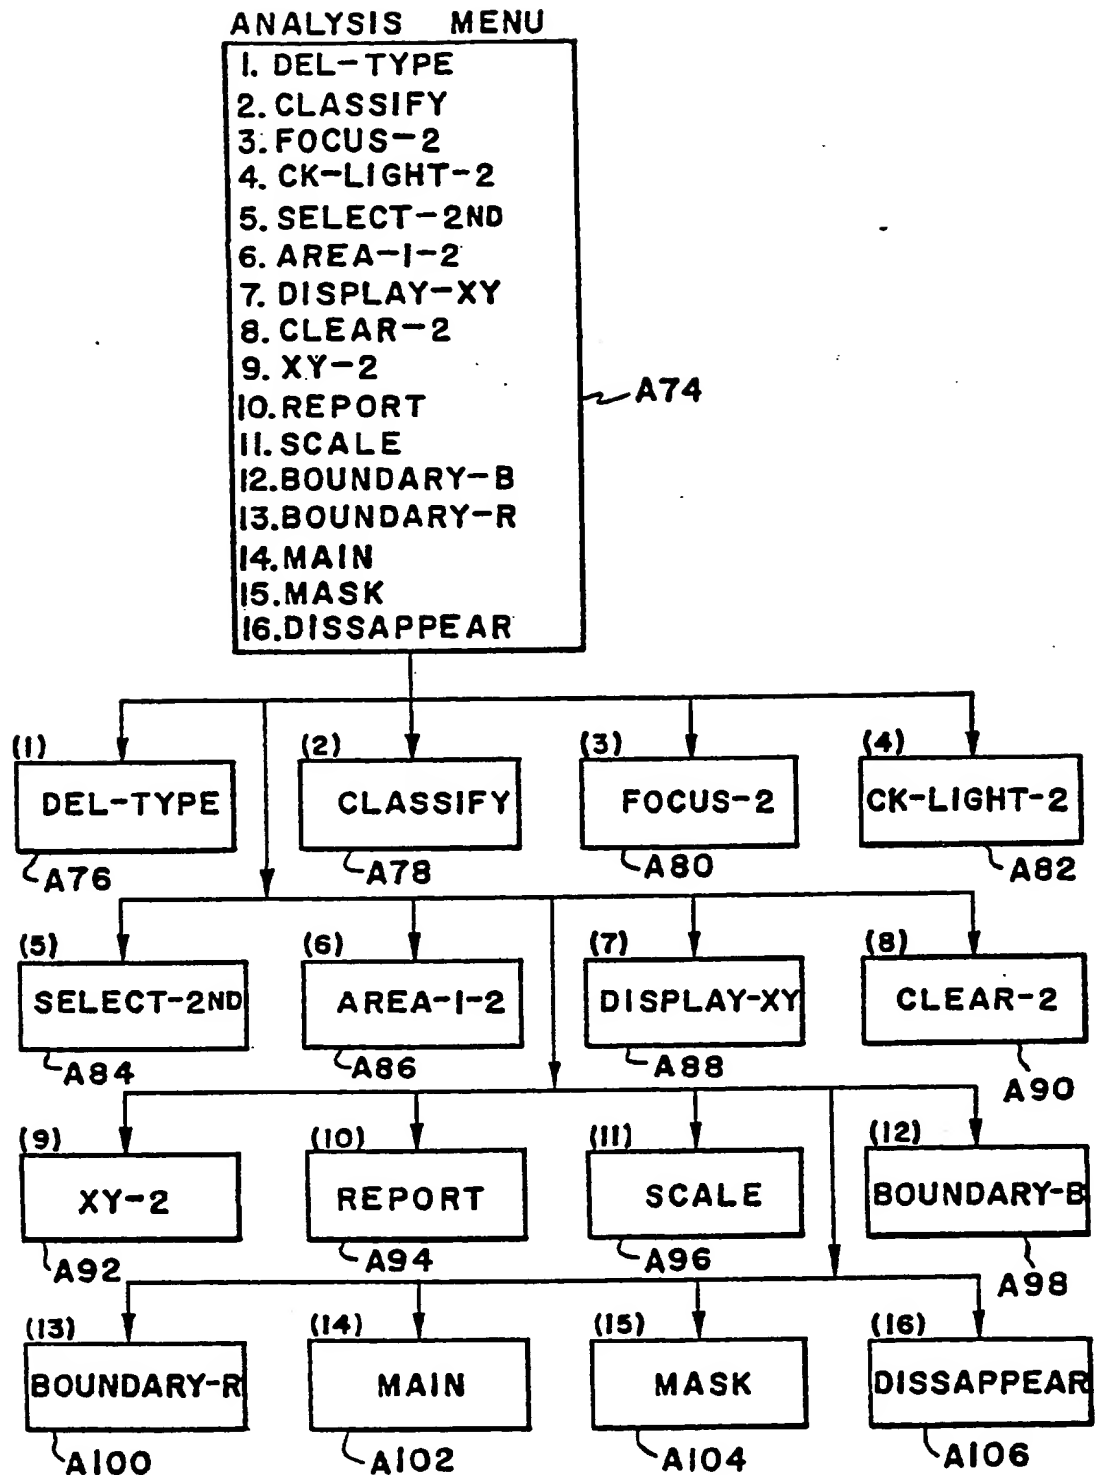 ANALYSIS MENU
1. DEL-TYPE
2. CLASSIFY
3. FOCUS-2
4. CK-LIGHT-2
5. SELECT-2ND
6. AREA-1-2
7. DISPLAY-XY
8. CLEAR-2
9. XY-2
10. REPORT
11. SCALE
12. BOUNDARY-B
13. BOUNDARY-R
14. MAIN
15. MASK
16. DISSAPPEAR
A74
(1) (2) (3) (4)
DEL-TYPE CLASSIFY FOCUS-2 CK-LIGHT-2
A76 A78 A80 A82
(5) (6) (7) (8)
SELECT-2ND AREA-1-2 DISPLAY-XY CLEAR-2
A84 A86 A88 A90
(9) (10) (11) (12)
XY-2 REPORT SCALE BOUNDARY-B
A92 A94 A96 A98
(13) (14) (15) (16)
BOUNDARY-R MAIN MASK DISSAPPEAR
A100 A102 A104 A106